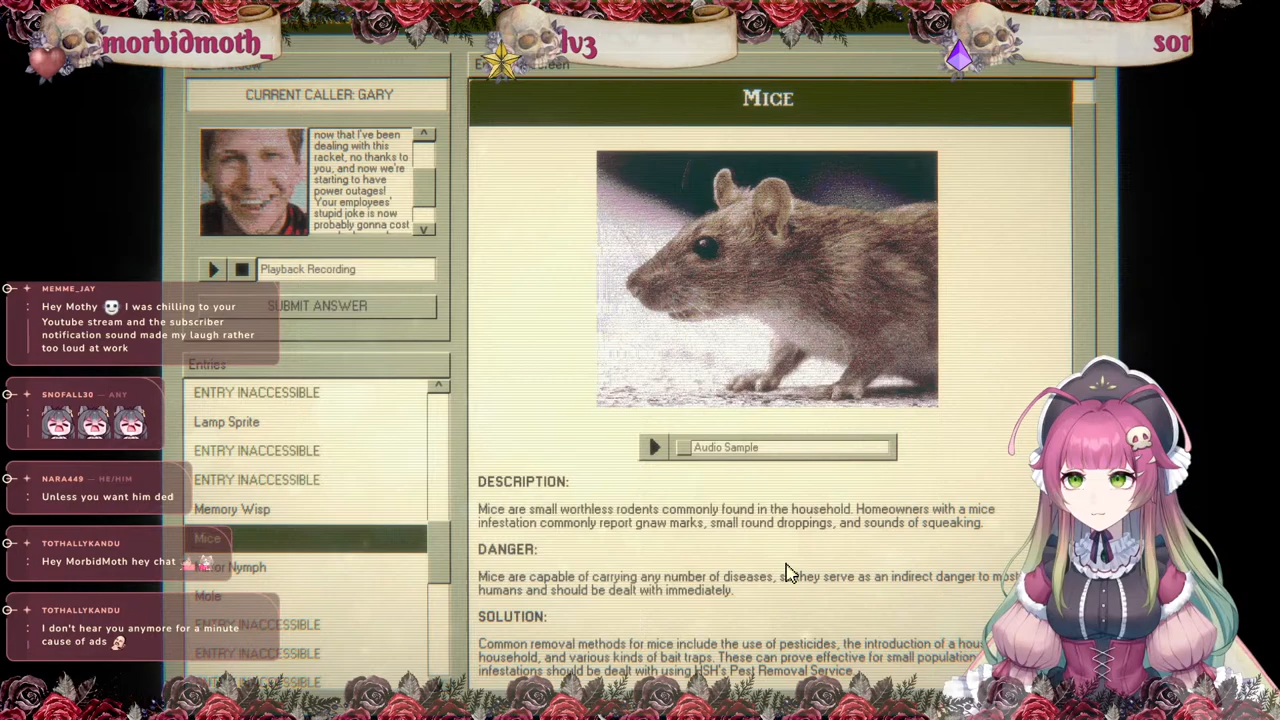 morbidmoth_
lv3
sor
CURRENT CALLER: GARY
now that I've been
dealing with this
racket, no thanks to
you, and now we're
starting to have
power outages!
Your employees'
stupid joke is now
probably gonna cost
Playback Recording
SUBMIT ANSWER
Entries
ENTRY INACCESSIBLE
Lamp Sprite
ENTRY INACCESSIBLE
ENTRY INACCESSIBLE
Memory Wisp
Mice
Nymph
Mole
ENTRY INACCESSIBLE
ENTRY INACCESSIBLE
ENTRY INACCESSIBLE
MICE
Audio Sample
DESCRIPTION:
Mice are small worthless rodents commonly found in the household. Homeowners with a mice
infestation commonly report gnaw marks, small round droppings, and sounds of squeaking.
DANGER:
Mice are capable of carrying any number of diseases, so they serve as an indirect danger to most
humans and should be dealt with immediately.
SOLUTION:
Common removal methods for mice include the use of pesticides, the introduction of a
household, and various kinds of bait traps. These can prove effective for small population
infestations should be dealt with using HSH's Pest Removal Service.
MEMME_JAY
Hey Mothy I was chilling to your
Youtube stream and the subscriber
notification sound made my laugh rather
too loud at work
SNOFALL30 — ANY
NARA449 — HE/HIM
Unless you want him ded
TOTHALLYKANDU
Hey MorbidMoth hey chat
TOTHALLYKANDU
I don't hear you anymore for a minute
cause of ads